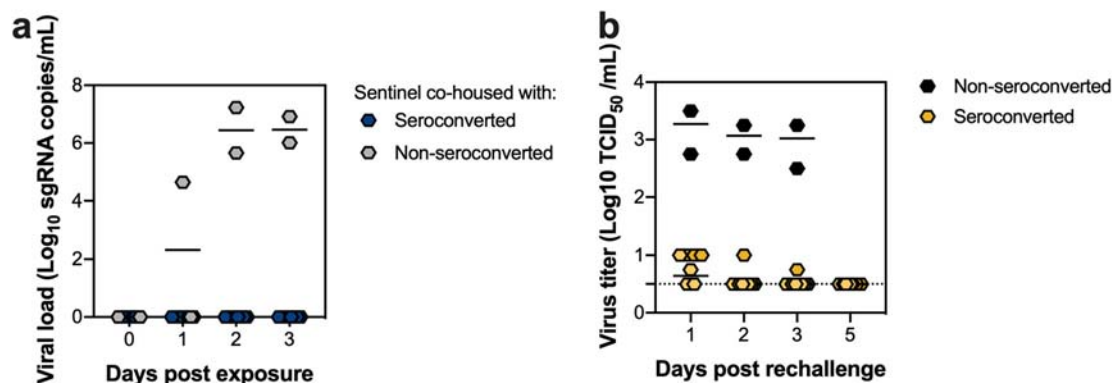 a
Viral load (Log10 sgRNA copies/mL)
8
6
4
2
0
0 1 2 3
Days post exposure
Sentinel co-housed with:
Seroconverted
Non-seroconverted
b
Virus titer (Log10 TCID50 /mL)
4
3
2
1
0
1 2 3 5
Days post rechallenge
Non-seroconverted
Seroconverted